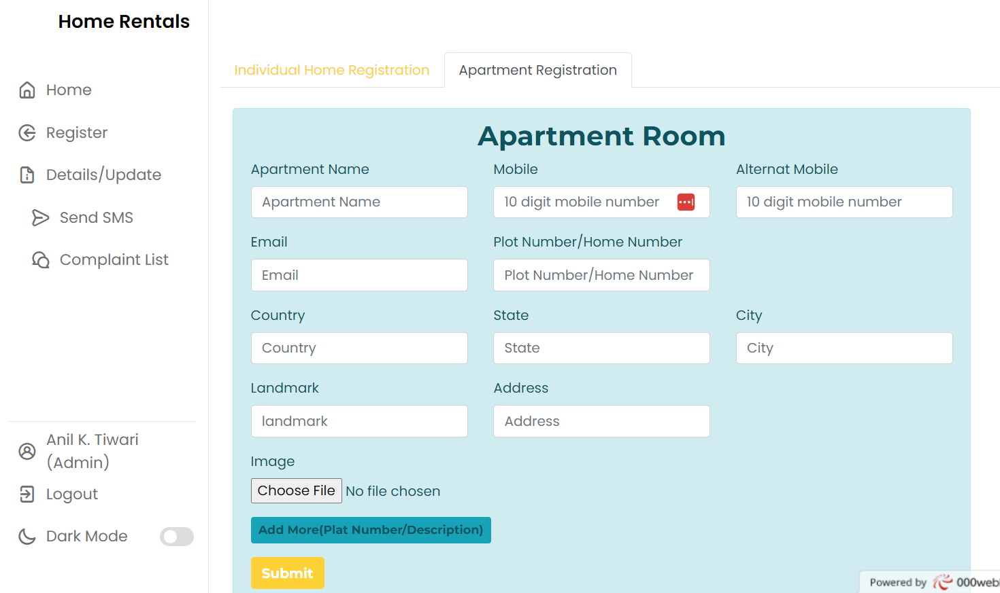 Home Rentals
Home
Register
Details/Update
Send SMS
Complaint List
Anil K. Tiwari
(Admin)
Logout
Dark Mode
Individual Home Registration
Apartment Registration
Apartment Room
Apartment Name
Mobile
Alternat Mobile
Apartment Name
10 digit mobile number
10 digit mobile number
Email
Plot Number/Home Number
Email
Plot Number/Home Number
Country
State
City
Country
State
City
Landmark
Address
landmark
Address
Image
Choose File No file chosen
Add More(Plat Number/Description)
Submit
Powered by 000web